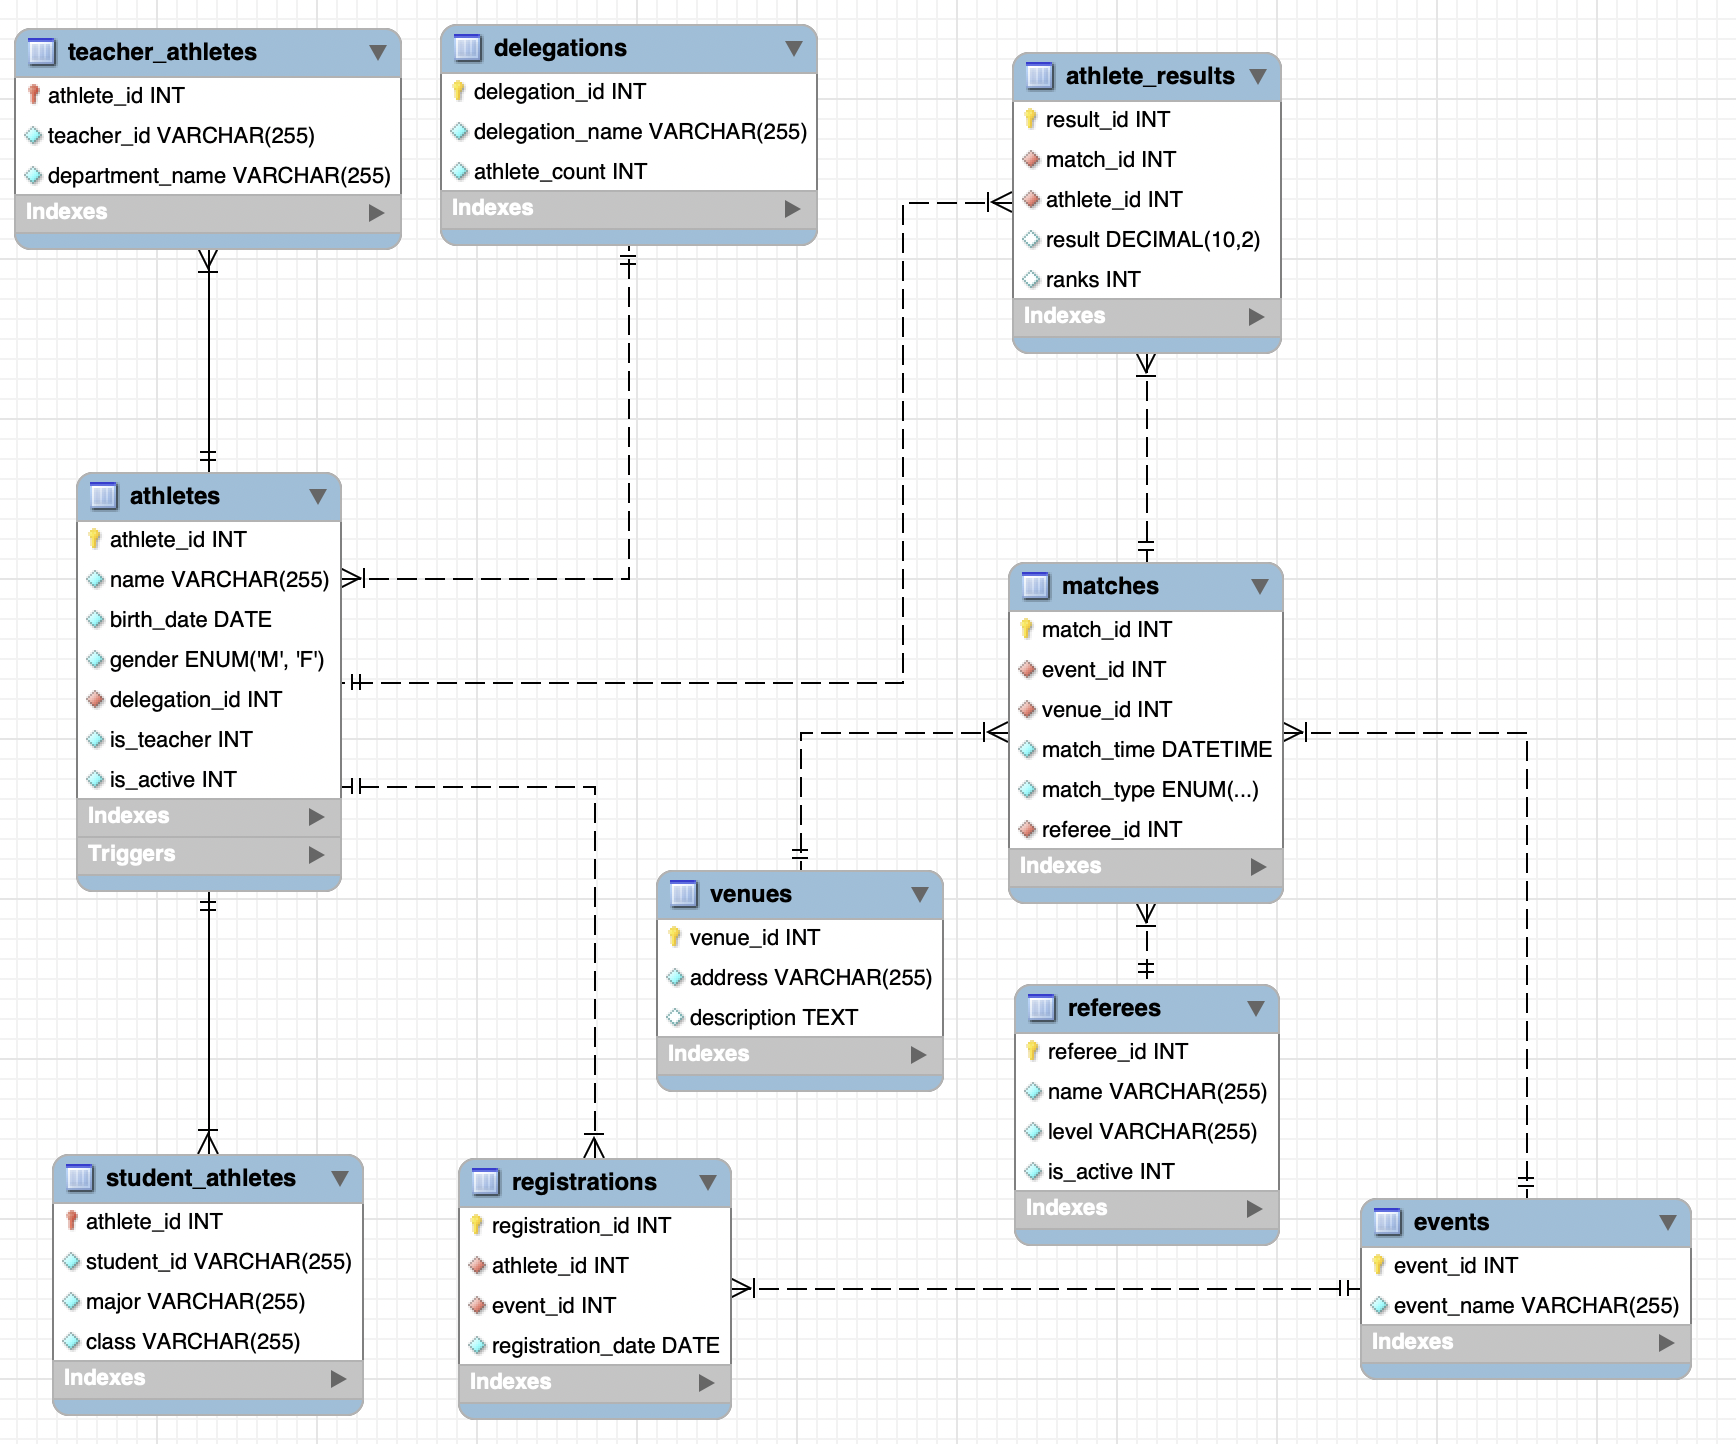 teacher_athletes
athlete_id INT
teacher_id VARCHAR(255)
department_name VARCHAR(255)
Indexes
delegations
delegation_id INT
delegation_name VARCHAR(255)
athlete_count INT
Indexes
athlete_results
result_id INT
match_id INT
athlete_id INT
result DECIMAL(10,2)
ranks INT
Indexes
athletes
athlete_id INT
name VARCHAR(255)
birth_date DATE
gender ENUM('M', 'F')
delegation_id INT
is_teacher INT
is_active INT
Indexes
Triggers
matches
match_id INT
event_id INT
venue_id INT
match_time DATETIME
match_type ENUM(...)
referee_id INT
Indexes
venues
venue_id INT
address VARCHAR(255)
description TEXT
Indexes
referees
referee_id INT
name VARCHAR(255)
level VARCHAR(255)
is_active INT
Indexes
student_athletes
athlete_id INT
student_id VARCHAR(255)
major VARCHAR(255)
class VARCHAR(255)
Indexes
registrations
registration_id INT
athlete_id INT
event_id INT
registration_date DATE
Indexes
events
event_id INT
event_name VARCHAR(255)
Indexes